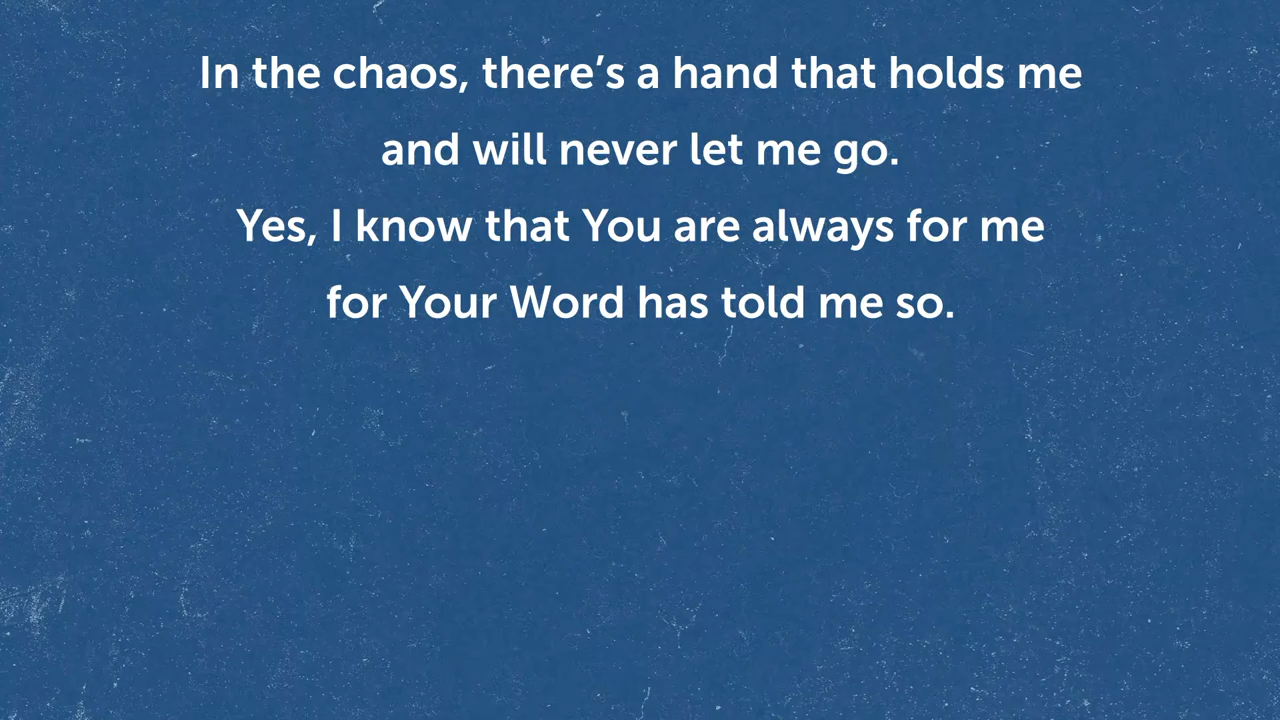 In the chaos, there’s a hand that holds me
and will never let me go.
Yes, I know that You are always for me
for Your Word has told me so.